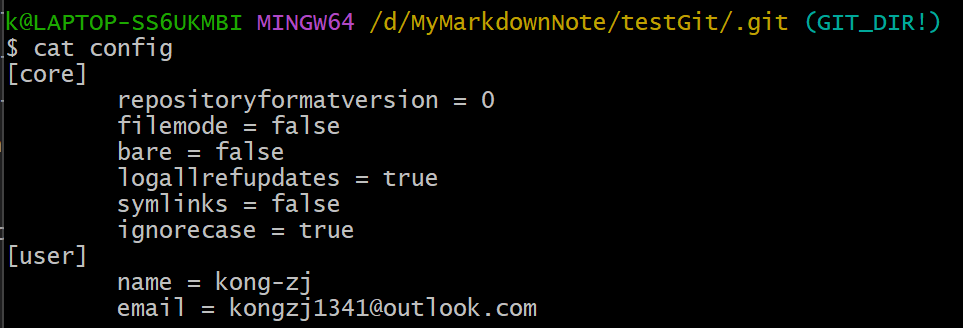 k@LAPTOP-SS6UKMBI MINGW64 /d/MyMarkdownNote/testGit/.git (GIT_DIR!)
$ cat config
[core]
        repositoryformatversion = 0
        filemode = false
        bare = false
        logallrefupdates = true
        symlinks = false
        ignorecase = true
[user]
        name = kong-zj
        email = kongzj1341@outlook.com